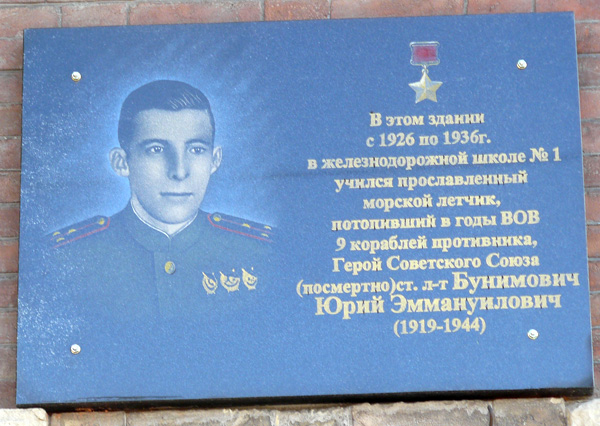 В этом здании
с 1926 по 1936г.
в железнодорожной школе № 1
учился прославленный
морской летчик,
потопивший в годы ВОВ
9 кораблей противника,
Герой Советского Союза
(посмертно)ст. л-т Бунимович
Юрий Эммануилович
(1919-1944)